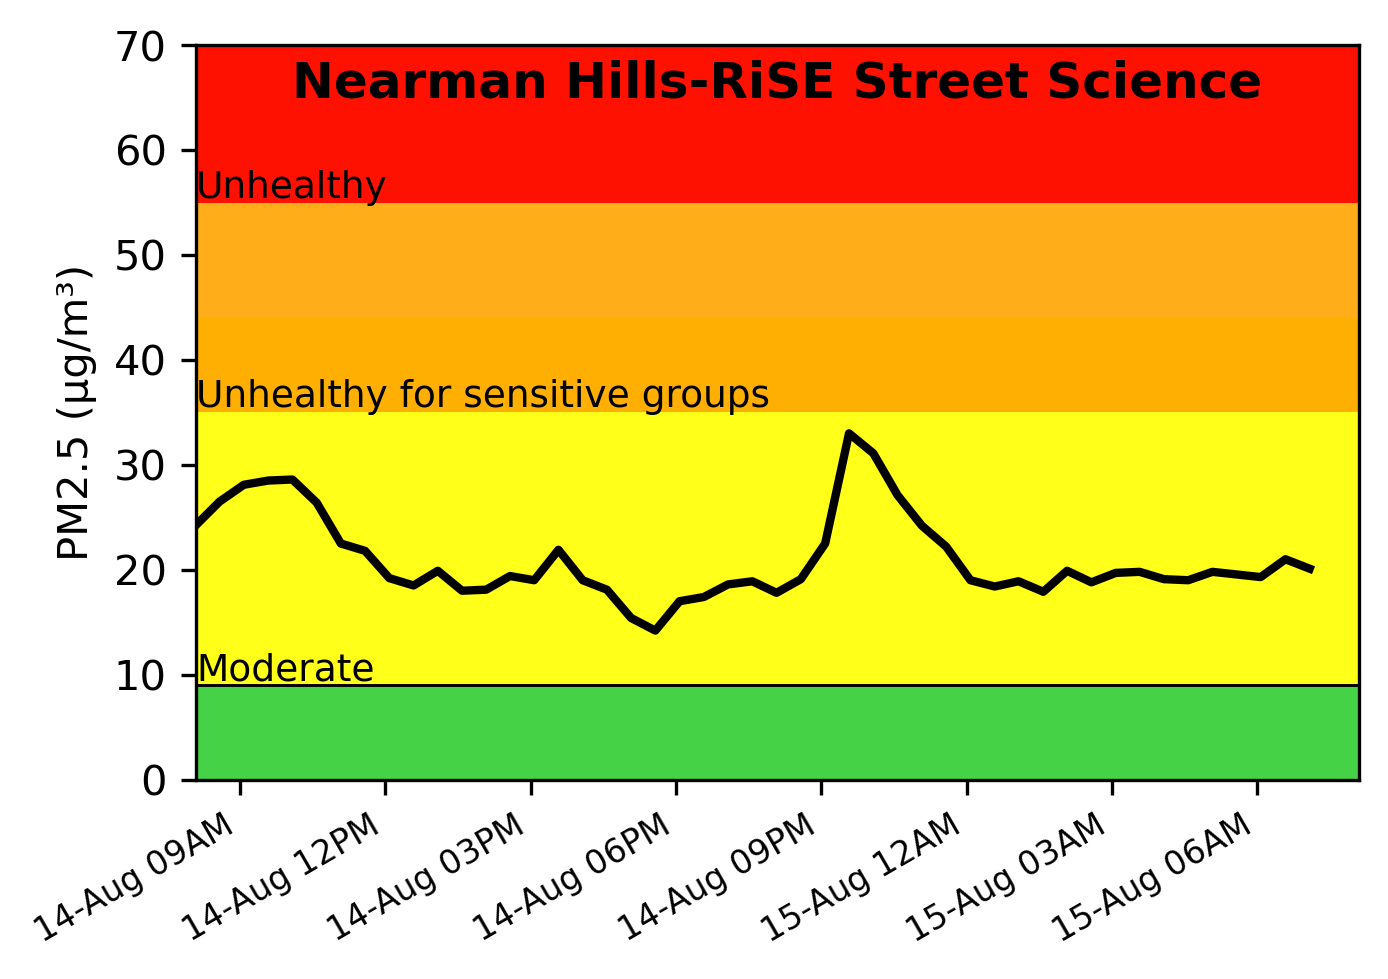 Nearman Hills-RiSE Street Science
70
60
50
40
30
20
10
0
PM2.5 (µg/m³)
Unhealthy
Unhealthy for sensitive groups
Moderate
14-Aug 09AM
14-Aug 12PM
14-Aug 03PM
14-Aug 06PM
14-Aug 09PM
15-Aug 12AM
15-Aug 03AM
15-Aug 06AM